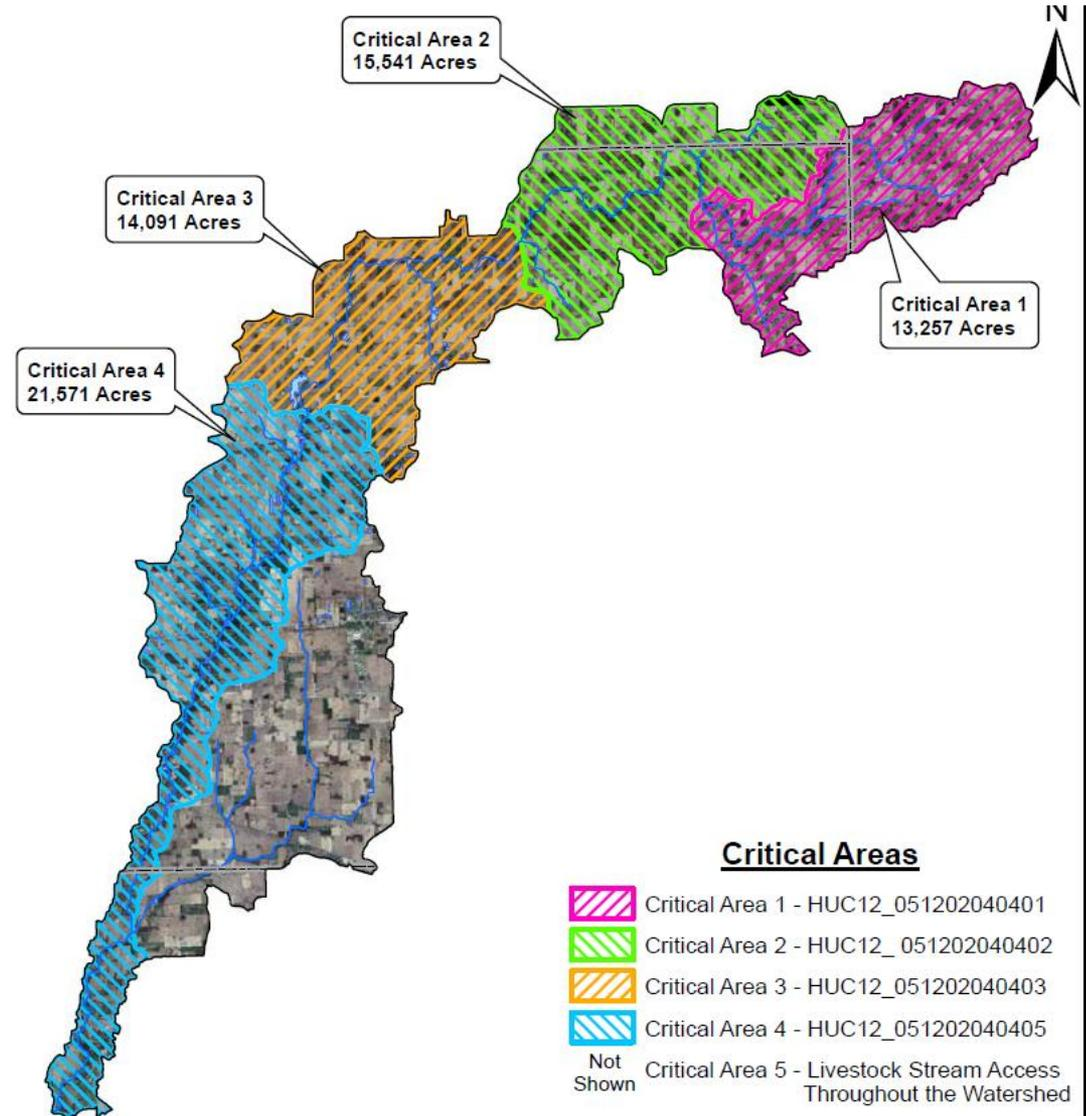 N
Critical Area 2
15,541 Acres
Critical Area 3
14,091 Acres
Critical Area 1
13,257 Acres
Critical Area 4
21,571 Acres
Critical Areas
Critical Area 1 - HUC12_051202040401
Critical Area 2 - HUC12_ 051202040402
Critical Area 3 - HUC12_051202040403
Critical Area 4 - HUC12_051202040405
Not
Shown
Critical Area 5 - Livestock Stream Access
Throughout the Watershed